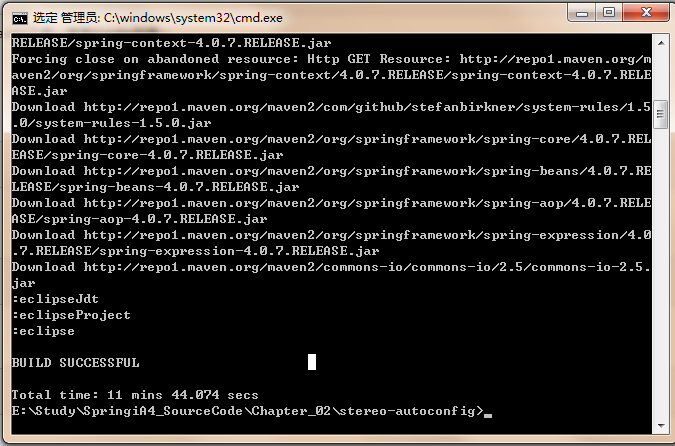 选定 管理员: C:\windows\system32\cmd.exe
RELEASE/spring-context-4.0.7.RELEASE.jar
Forcing close on abandoned resource: Http GET Resource: http://repo1.maven.org/m
aven2/org/springframework/spring-context/4.0.7.RELEASE/spring-context-4.0.7.RELE
ASE.jar
Download http://repo1.maven.org/maven2/com/github/stefanbirkner/system-rules/1.5
.0/system-rules-1.5.0.jar
Download http://repo1.maven.org/maven2/org/springframework/spring-core/4.0.7.REL
EASE/spring-core-4.0.7.RELEASE.jar
Download http://repo1.maven.org/maven2/org/springframework/spring-beans/4.0.7.RE
LEASE/spring-beans-4.0.7.RELEASE.jar
Download http://repo1.maven.org/maven2/org/springframework/spring-aop/4.0.7.RELE
ASE/spring-aop-4.0.7.RELEASE.jar
Download http://repo1.maven.org/maven2/org/springframework/spring-expression/4.0
.7.RELEASE/spring-expression-4.0.7.RELEASE.jar
Download http://repo1.maven.org/maven2/commons-io/commons-io/2.5/commons-io-2.5.
jar
:eclipseJdt
:eclipseProject
:eclipse
BUILD SUCCESSFUL
Total time: 11 mins 44.074 secs
E:\Study\SpringiA4_SourceCode\Chapter_02\stereo-autoconfig>